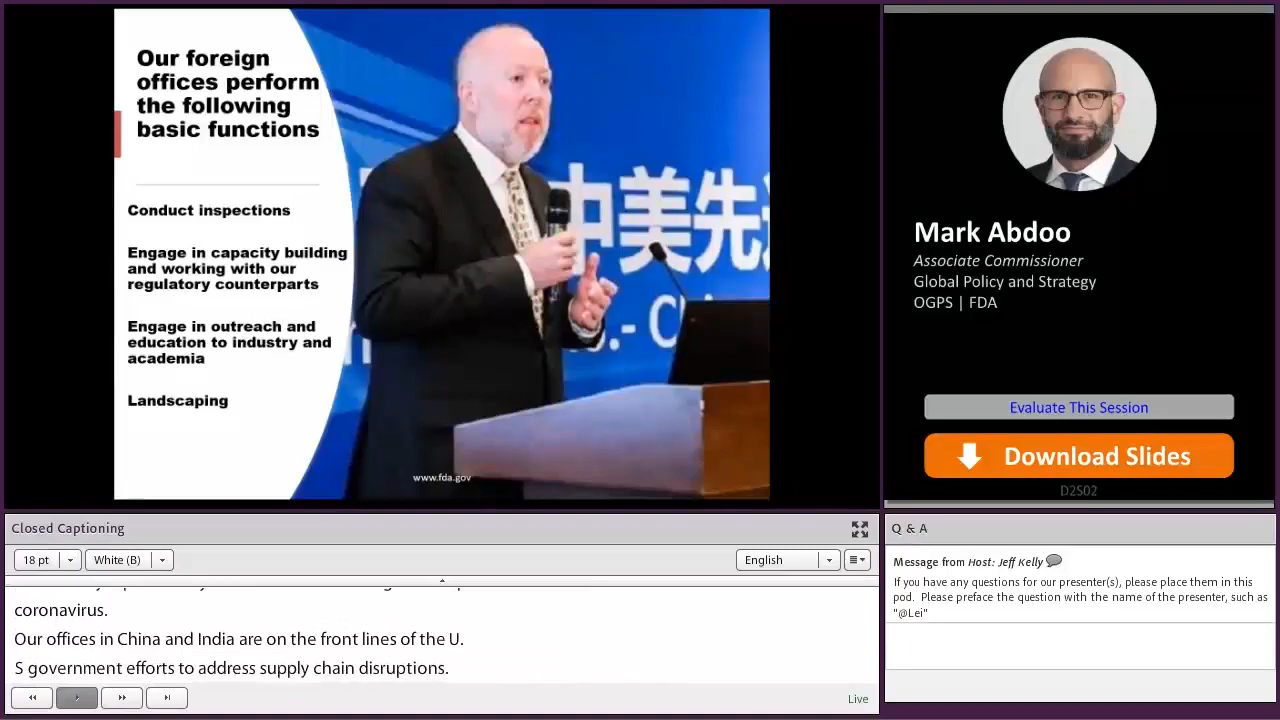 Our foreign
offices perform
the following
basic functions
Conduct inspections
Engage in capacity building
and working with our
regulatory counterparts
Engage in outreach and
education to industry and
academia
Landscaping
中美先
.S.- Chi
www.fda.gov
Mark Abdoo
Associate Commissioner
Global Policy and Strategy
OGPS | FDA
Evaluate This Session
Download Slides
D2S02
Closed Captioning
18 pt
White (B)
English
coronavirus.
Our offices in China and India are on the front lines of the U.
S government efforts to address supply chain disruptions.
Live
Q & A
Message from Host: Jeff Kelly
If you have any questions for our presenter(s), please place them in this
pod. Please preface the question with the name of the presenter, such as
"@Lei"